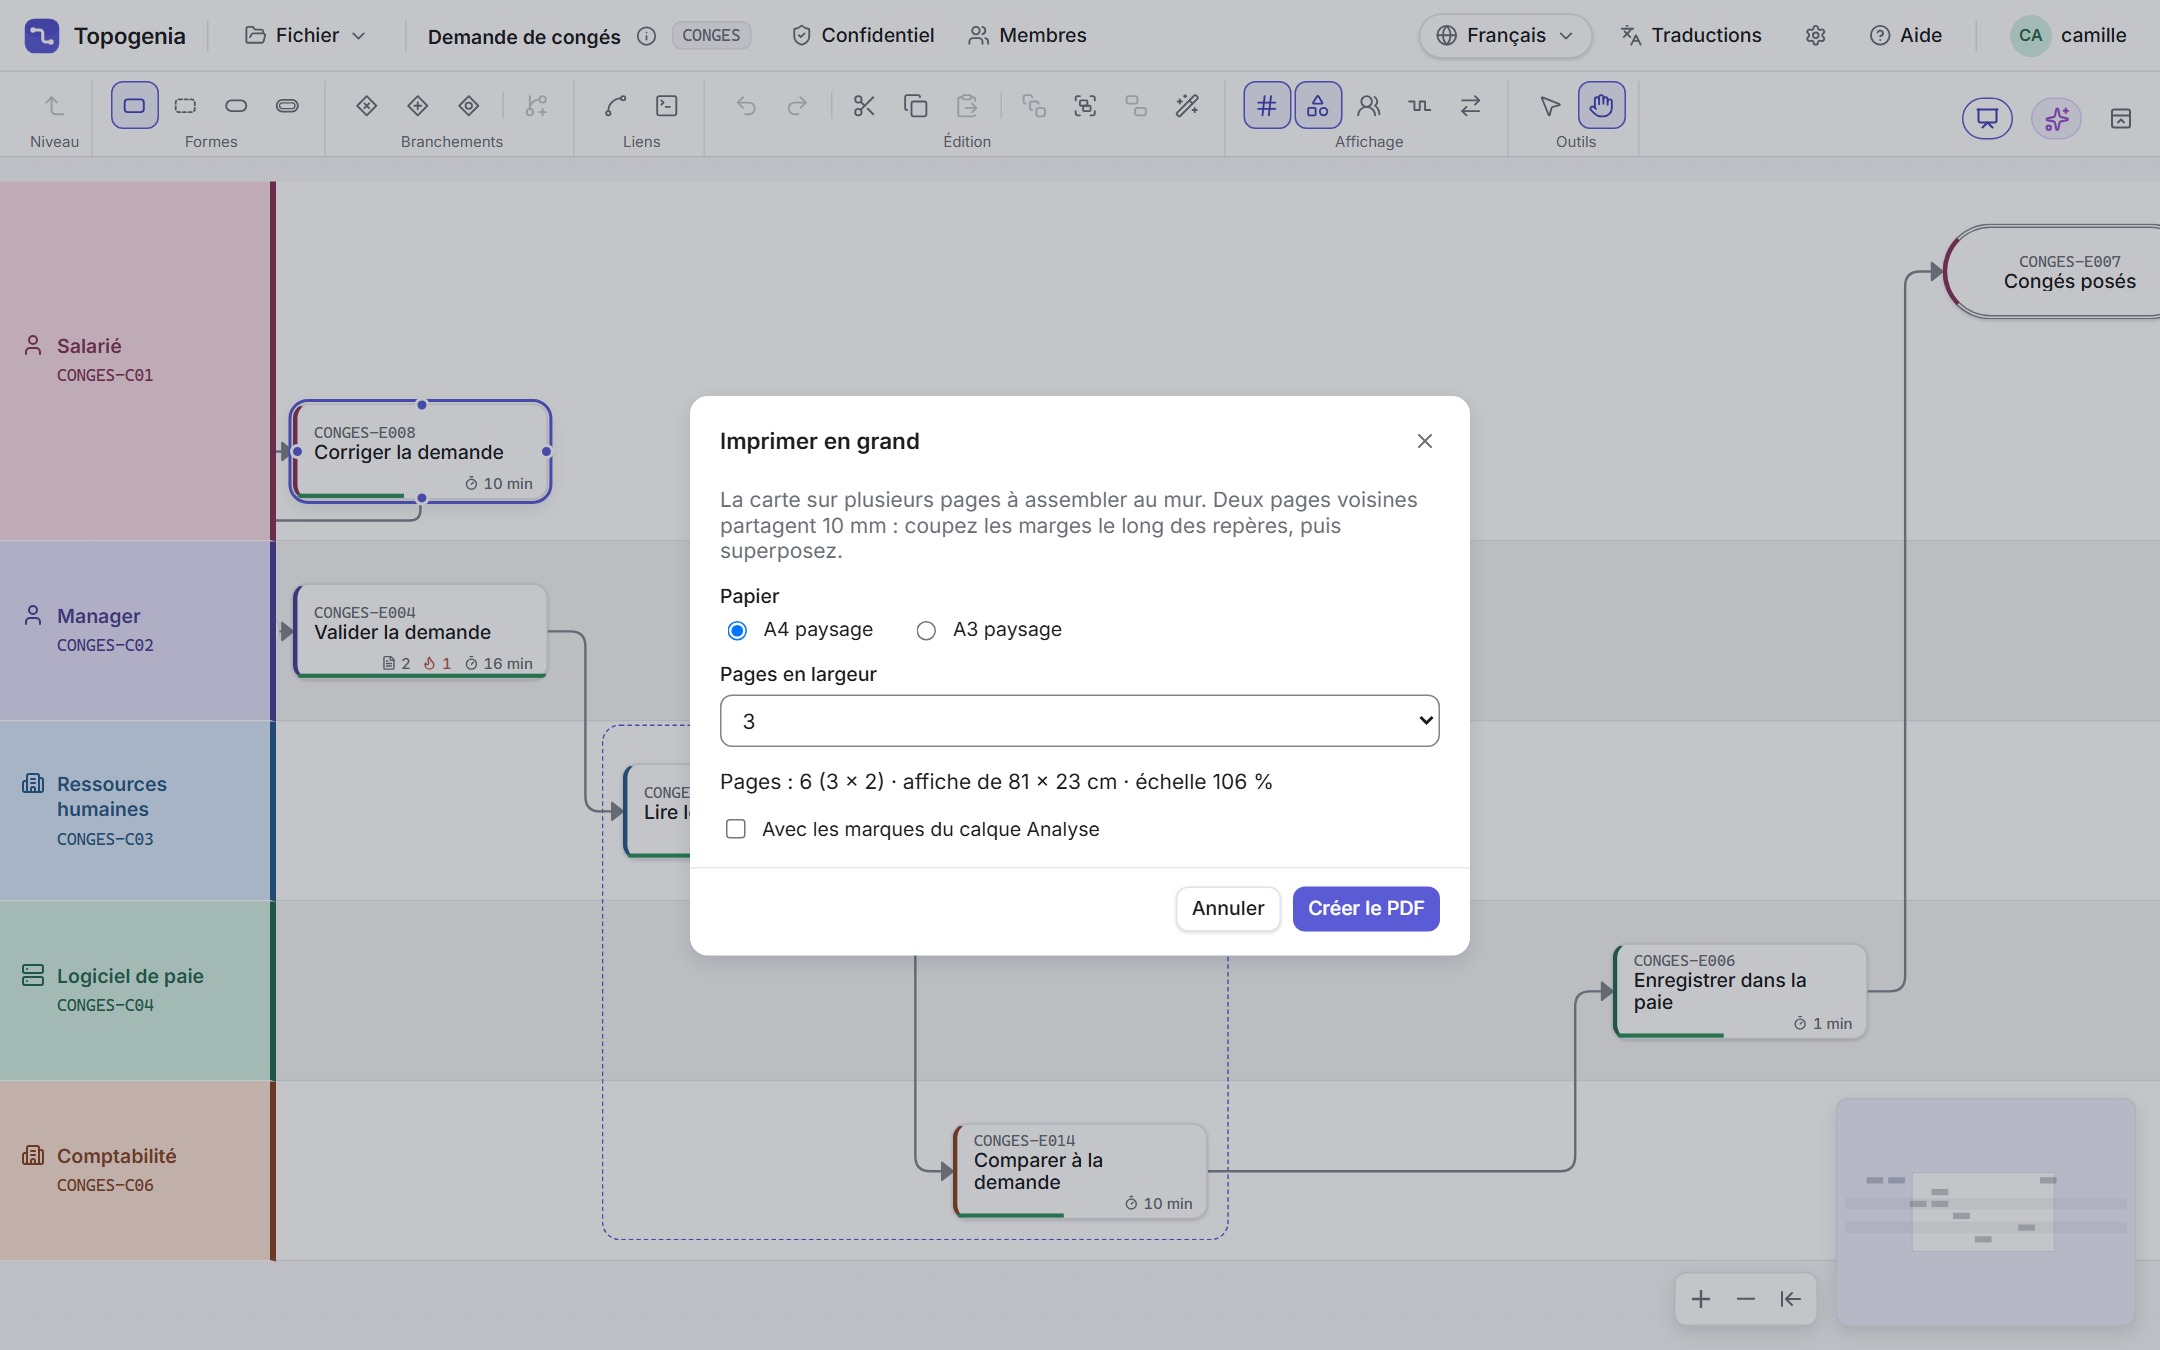 Topogenia
Fichier
Demande de congés
CONGES
Confidentiel
Membres
Français
Traductions
Aide
CA
camille
Niveau
Formes
Branchements
Liens
Édition
Affichage
Outils
Salarié
CONGES-C01
Manager
CONGES-C02
Ressources
humaines
CONGES-C03
Logiciel de paie
CONGES-C04
Comptabilité
CONGES-C06
CONGES-E007
Congés posés
CONGES-E008
Corriger la demande
10 min
CONGES-E004
Valider la demande
2 1 16 min
CONGE
Lire l
Imprimer en grand
La carte sur plusieurs pages à assembler au mur. Deux pages voisines
partagent 10 mm : coupez les marges le long des repères, puis
superposez.
Papier
A4 paysage
A3 paysage
Pages en largeur
3
Pages : 6 (3 × 2) · affiche de 81 × 23 cm · échelle 106 %
Avec les marques du calque Analyse
Annuler
Créer le PDF
CONGES-E006
Enregistrer dans la
paie
1 min
CONGES-E014
Comparer à la
demande
10 min